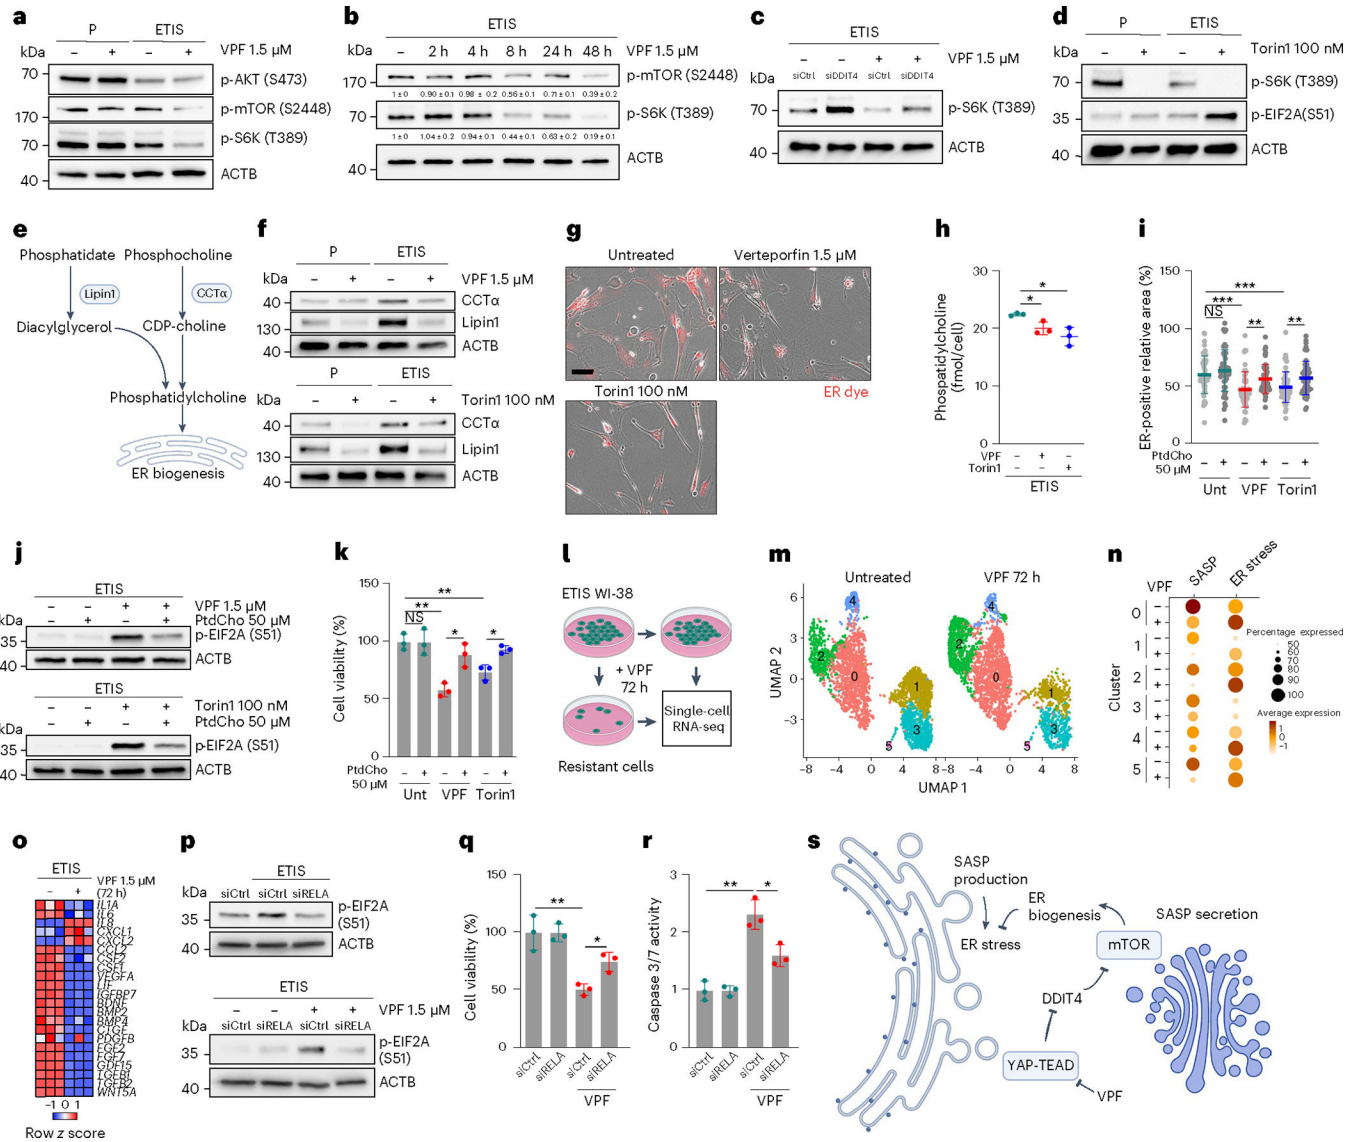 a
P
ETIS
kDa
–
+
–
+
VPF 1.5 µM
70
p-AKT (S473)
170
p-mTOR (S2448)
70
p-S6K (T389)
40
ACTB
b
ETIS
kDa
–
2 h
4 h
8 h
24 h
48 h
VPF 1.5 µM
170
p-mTOR (S2448)
1 ± 0
0.90 ± 0.1
0.98 ± 0.2
0.56 ± 0.1
0.71 ± 0.1
0.39 ± 0.2
70
p-S6K (T389)
1 ± 0
1.04 ± 0.2
0.94 ± 0.1
0.44 ± 0.1
0.63 ± 0.2
0.19 ± 0.1
40
ACTB
c
ETIS
–
–
+
+
VPF 1.5 µM
kDa
siCtrl
siDDIT4
siCtrl
siDDIT4
70
p-S6K (T389)
40
ACTB
d
P
ETIS
kDa
–
+
–
+
Torin1 100 nM
70
p-S6K (T389)
35
p-EIF2A(S51)
40
ACTB
e
Phosphatidate
Phosphocholine
Lipin1
CCTα
Diacylglycerol
CDP-choline
Phosphatidylcholine
ER biogenesis
f
P
ETIS
kDa
–
+
–
+
VPF 1.5 µM
40
CCTα
130
Lipin1
40
ACTB
P
ETIS
kDa
–
+
–
+
Torin1 100 nM
40
CCTα
130
Lipin1
40
ACTB
g
Untreated
Verteporfin 1.5 µM
Torin1 100 nM
ER dye
h
30
20
10
0
Phospatidylcholine
(fmol/cell)
*
*
VPF
–
+
–
Torin1
–
–
+
ETIS
i
150
100
50
0
ER-positive relative area (%)
***
***
NS
**
**
PtdCho
50 µM
–
+
–
+
–
+
Unt
VPF
Torin1
j
ETIS
–
–
+
+
VPF 1.5 µM
–
+
–
+
PtdCho 50 µM
kDa
35
p-EIF2A (S51)
40
ACTB
ETIS
–
–
+
+
Torin1 100 nM
–
+
–
+
PtdCho 50 µM
kDa
35
p-EIF2A (S51)
40
ACTB
k
150
100
50
0
Cell viability (%)
**
**
NS
*
*
PtdCho
50 µM
–
+
–
+
–
+
Unt
VPF
Torin1
l
ETIS WI-38
+ VPF
72 h
Single-cell
RNA-seq
Resistant cells
m
Untreated
VPF 72 h
6
3
0
–3
UMAP 2
4
2
0
1
3
5
4
2
0
1
3
5
–8
–4
0
4
8
–8
–4
0
4
8
UMAP 1
n
VPF
SASP
ER stress
Cluster
0
–
+
1
–
+
2
–
+
3
–
+
4
–
+
5
–
+
Percentage expressed
50
60
70
80
90
100
Average expression
1
0
–1
o
ETIS
–
+
VPF 1.5 µM
(72 h)
IL1A
IL6
IL8
CXCL1
CXCL2
CCL2
CSF2
CSF1
VEGFA
LIF
IGFBP7
BDNF
BMP2
BMP4
CTGF
PDGFB
FGF2
FGF7
GDF15
TGFB1
TGFB2
WNT5A
–1
0
1
Row z score
p
ETIS
kDa
siCtrl
siCtrl
siRELA
35
p-EIF2A
(S51)
40
ACTB
ETIS
–
–
+
+
VPF 1.5 µM
kDa
siCtrl
siRELA
siCtrl
siRELA
35
p-EIF2A
(S51)
40
ACTB
q
150
100
50
0
Cell viability (%)
**
*
siCtrl
siRELA
siCtrl
siRELA
VPF
r
3
2
1
0
Caspase 3/7 activity
**
*
siCtrl
siRELA
siCtrl
siRELA
VPF
s
SASP
production
ER
biogenesis
ER stress
SASP secretion
mTOR
DDIT4
YAP-TEAD
VPF